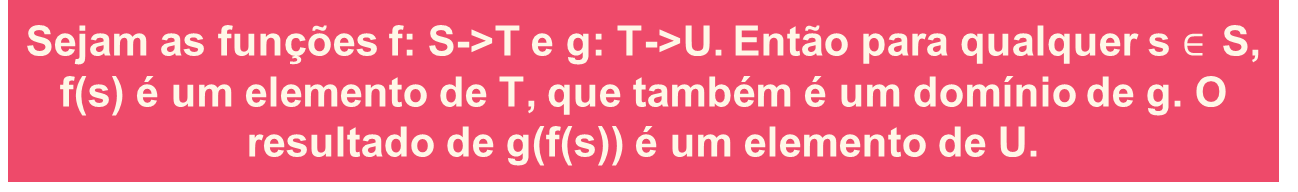 Sejam as funções f: S->T e g: T->U. Então para qualquer s ∈ S,
f(s) é um elemento de T, que também é um domínio de g. O
resultado de g(f(s)) é um elemento de U.